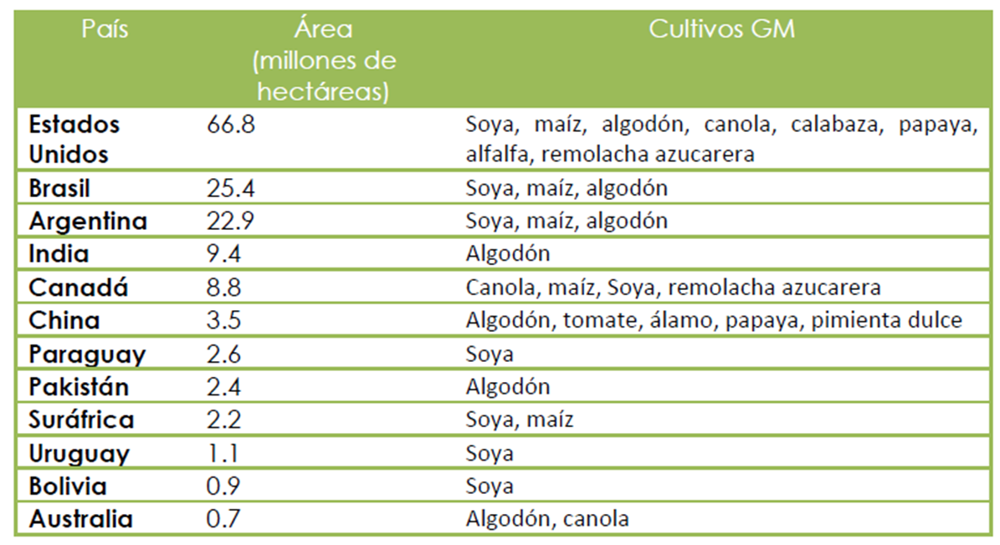 País Área Cultivos GM
(millones de
hectáreas)
Estados 66.8 Soya, maíz, algodón, canola, calabaza, papaya,
Unidos alfalfa, remolacha azucarera
Brasil 25.4 Soya, maíz, algodón
Argentina 22.9 Soya, maíz, algodón
India 9.4 Algodón
Canadá 8.8 Canola, maíz, Soya, remolacha azucarera
China 3.5 Algodón, tomate, álamo, papaya, pimienta dulce
Paraguay 2.6 Soya
Pakistán 2.4 Algodón
Suráfrica 2.2 Soya, maíz
Uruguay 1.1 Soya
Bolivia 0.9 Soya
Australia 0.7 Algodón, canola